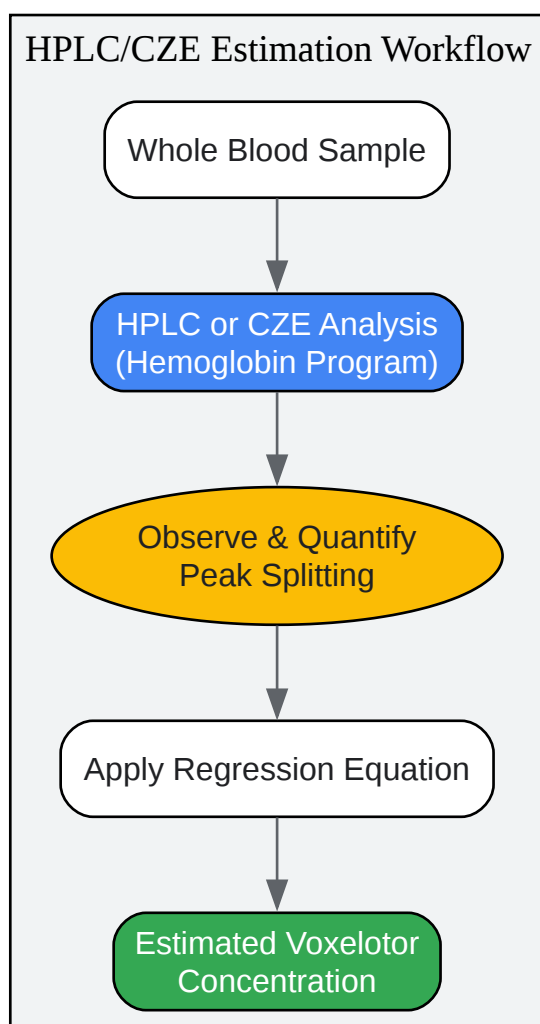 HPLC/CZE Estimation Workflow
Whole Blood Sample
HPLC or CZE Analysis
(Hemoglobin Program)
Observe & Quantify
Peak Splitting
Apply Regression Equation
Estimated Voxelotor
Concentration